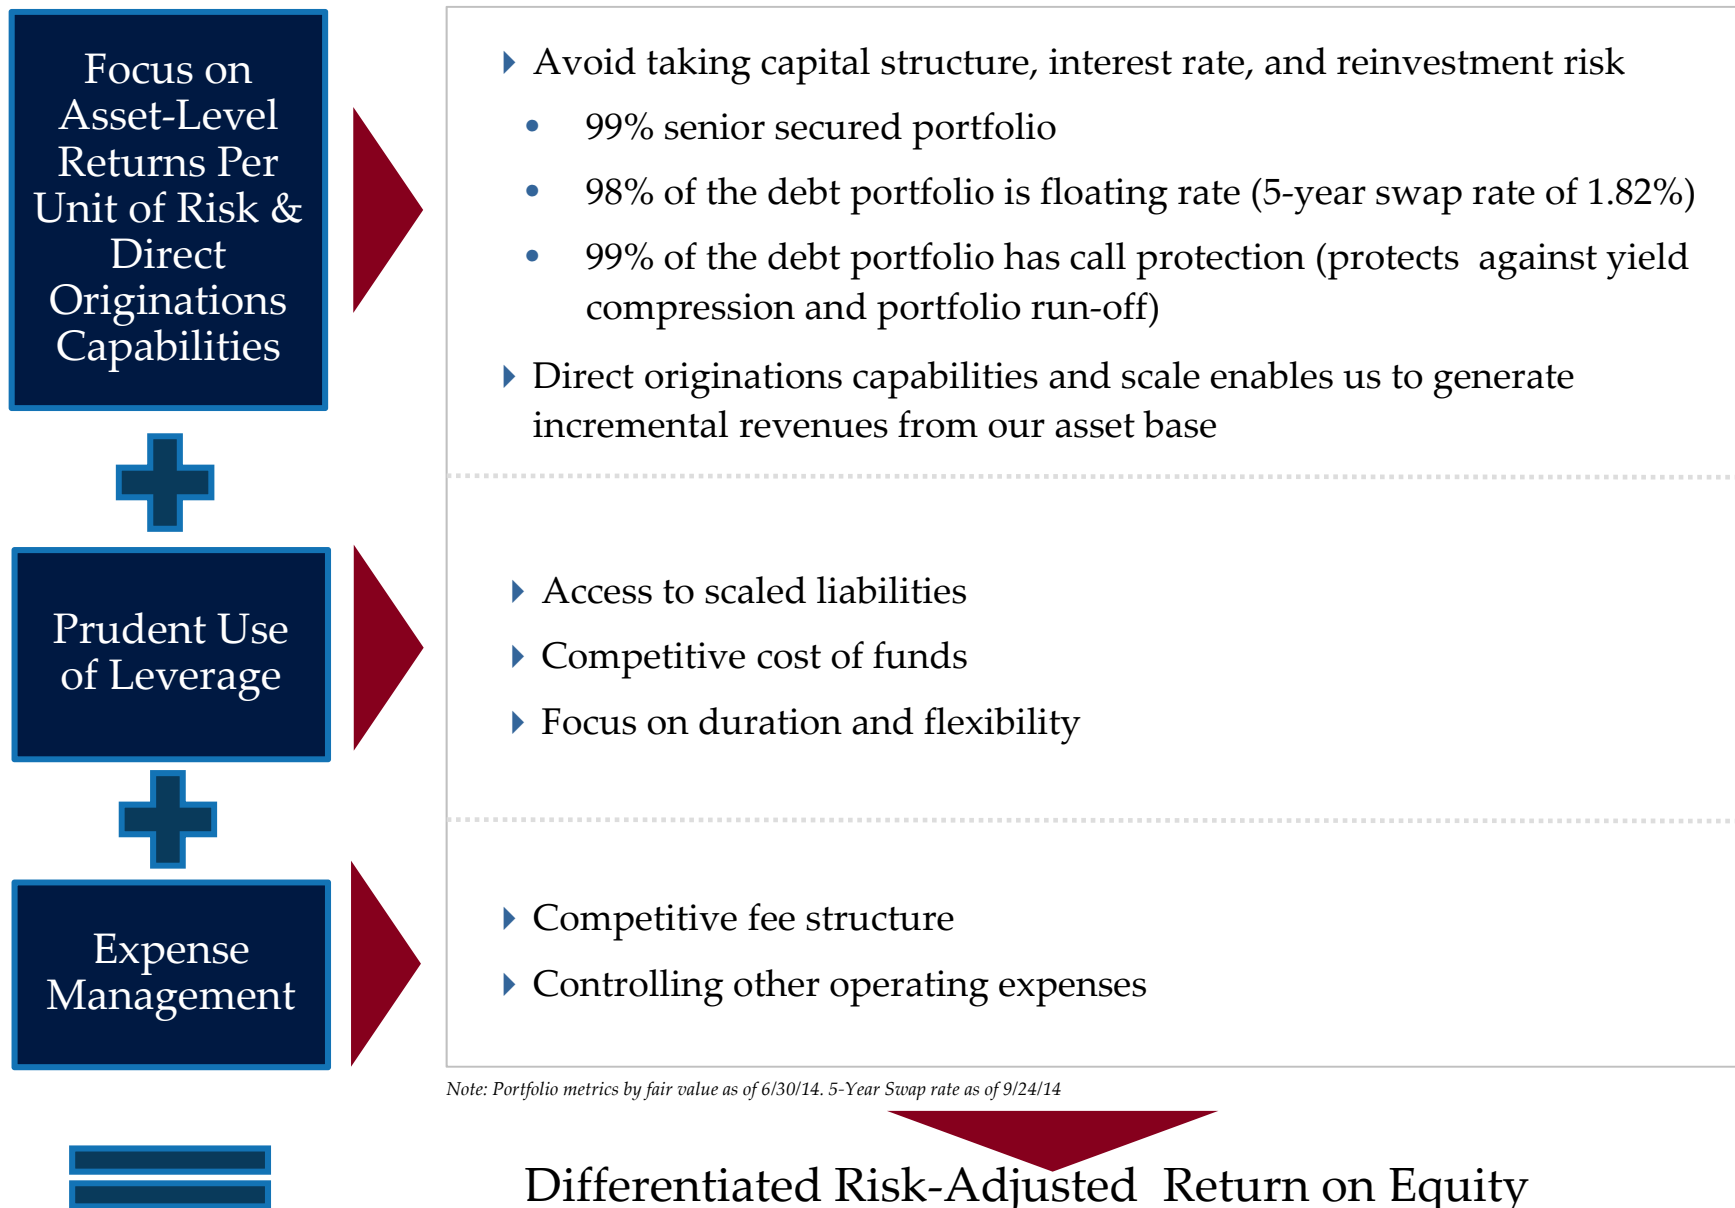 Focus on
Asset-Level
Returns Per
Unit of Risk &
Direct
Originations
Capabilities
Avoid taking capital structure, interest rate, and reinvestment risk
• 99% senior secured portfolio
• 98% of the debt portfolio is floating rate (5-year swap rate of 1.82%)
• 99% of the debt portfolio has call protection (protects against yield
compression and portfolio run-off)
Direct originations capabilities and scale enables us to generate
incremental revenues from our asset base
Prudent Use
of Leverage
Access to scaled liabilities
Competitive cost of funds
Focus on duration and flexibility
Expense
Management
Competitive fee structure
Controlling other operating expenses
Note: Portfolio metrics by fair value as of 6/30/14. 5-Year Swap rate as of 9/24/14
Differentiated Risk-Adjusted Return on Equity